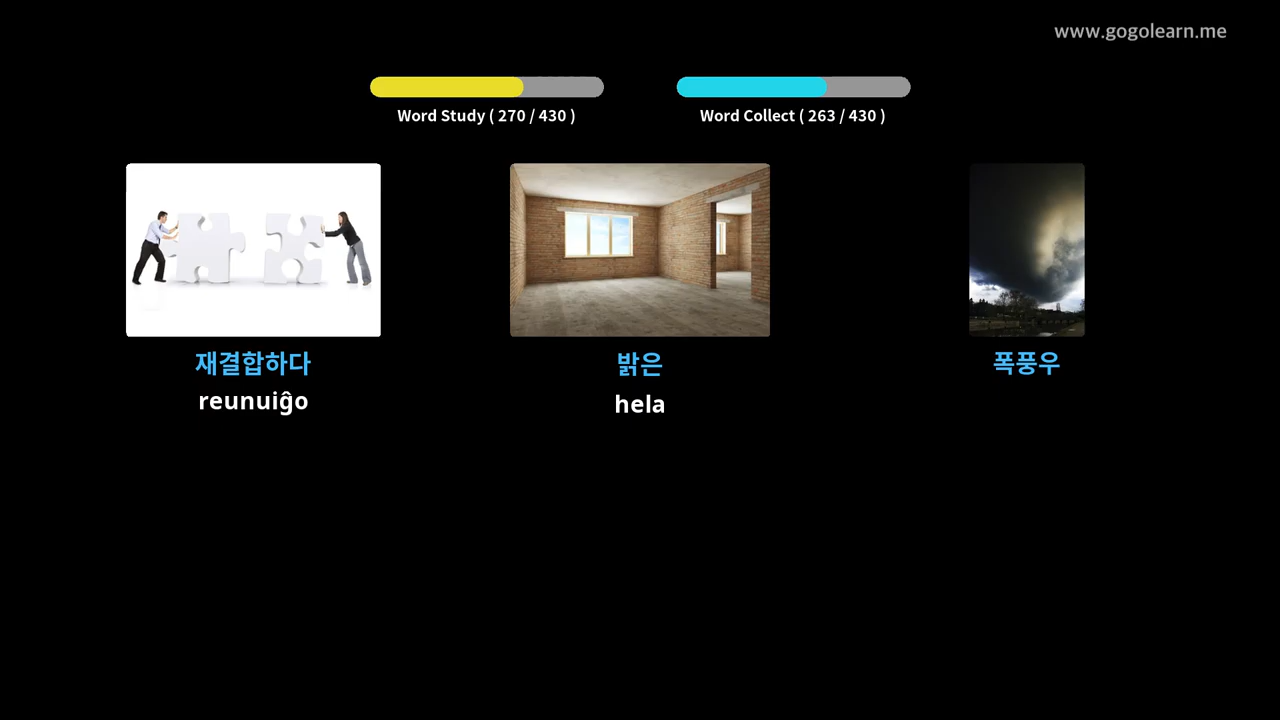 www.gogolearn.me
Word Study ( 270 / 430 )
Word Collect ( 263 / 430 )
재결합하다
reunuiĝo
밝은
hela
폭풍우